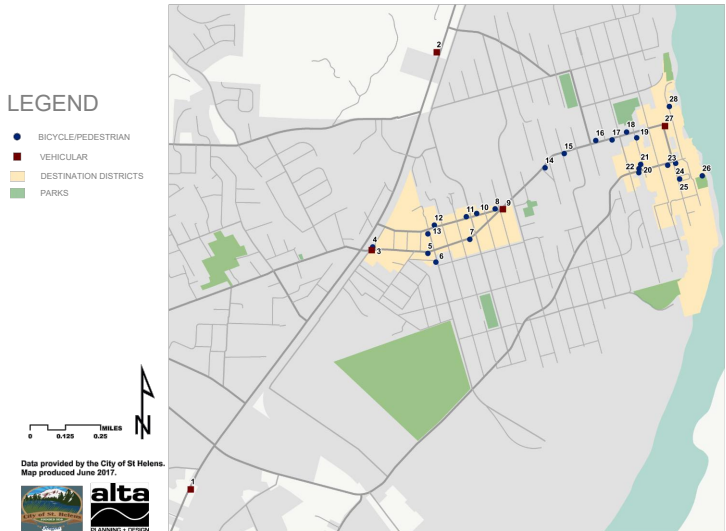 LEGEND
BICYCLE/PEDESTRIAN
VEHICULAR
DESTINATION DISTRICTS
PARKS
N
MILES
0 0.125 0.25
Data provided by the City of St Helens.
Map produced June 2017.
City of St. Helens
alta
PLANNING + DESIGN
1
2
3
4
5
6
7
8
9
10
11
12
13
14
15
16
17
18
19
20
21
22
23
24
25
26
27
28